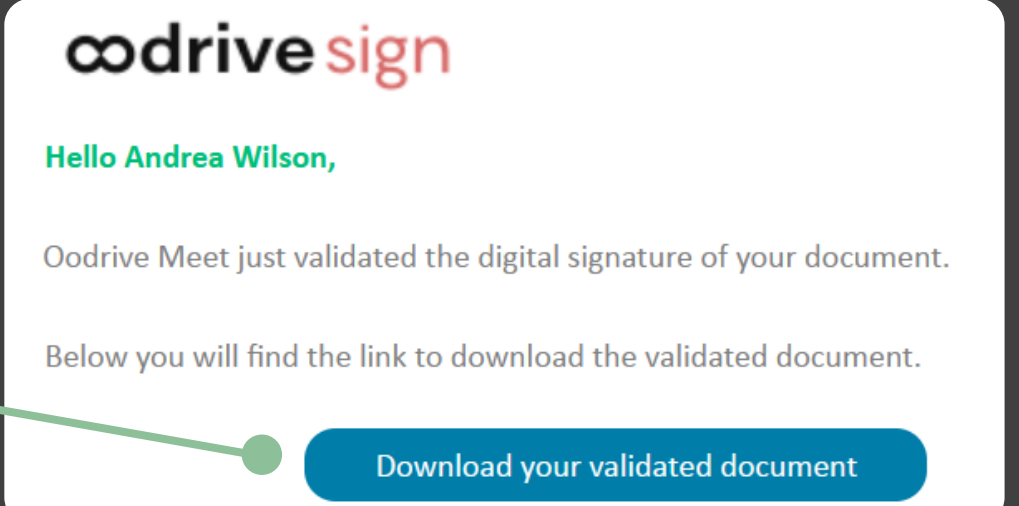 oodrive sign
Hello Andrea Wilson,
Oodrive Meet just validated the digital signature of your document.
Below you will find the link to download the validated document.
Download your validated document